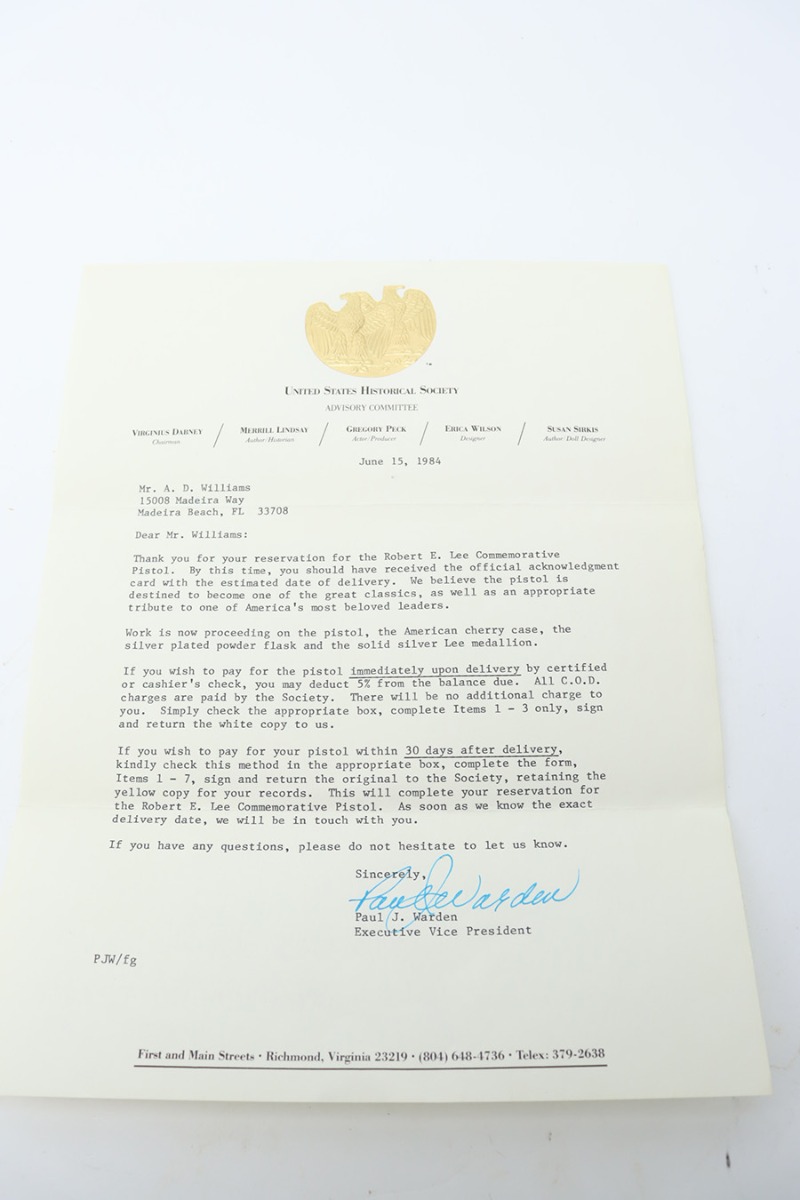 UNITED STATES HISTORICAL SOCIETY
ADVISORY COMMITTEE
VIRGINIUS DABNEY / MERRILL LINDSAY / GREGORY PECK / ERICA WILSON / SUSAN SIRKIS
Chairman Author/Historian Actor/Producer Designer Author/Doll Designer
June 15, 1984
Mr. A. D. Williams
15008 Madeira Way
Madeira Beach, FL 33708
Dear Mr. Williams:
Thank you for your reservation for the Robert E. Lee Commemorative
Pistol. By this time, you should have received the official acknowledgment
card with the estimated date of delivery. We believe the pistol is
destined to become one of the great classics, as well as an appropriate
tribute to one of America's most beloved leaders.
Work is now proceeding on the pistol, the American cherry case, the
silver plated powder flask and the solid silver Lee medallion.
If you wish to pay for the pistol immediately upon delivery by certified
or cashier's check, you may deduct 5% from the balance due. All C.O.D.
charges are paid by the Society. There will be no additional charge to
you. Simply check the appropriate box, complete Items 1 - 3 only, sign
and return the white copy to us.
If you wish to pay for your pistol within 30 days after delivery,
kindly check this method in the appropriate box, complete the form,
Items 1 - 7, sign and return the original to the Society, retaining the
yellow copy for your records. This will complete your reservation for
the Robert E. Lee Commemorative Pistol. As soon as we know the exact
delivery date, we will be in touch with you.
If you have any questions, please do not hesitate to let us know.
Sincerely,
Paul J Warden
Paul J. Warden
Executive Vice President
PJW/fg
First and Main Streets • Richmond, Virginia 23219 • (804) 648-4736 • Telex: 379-2638